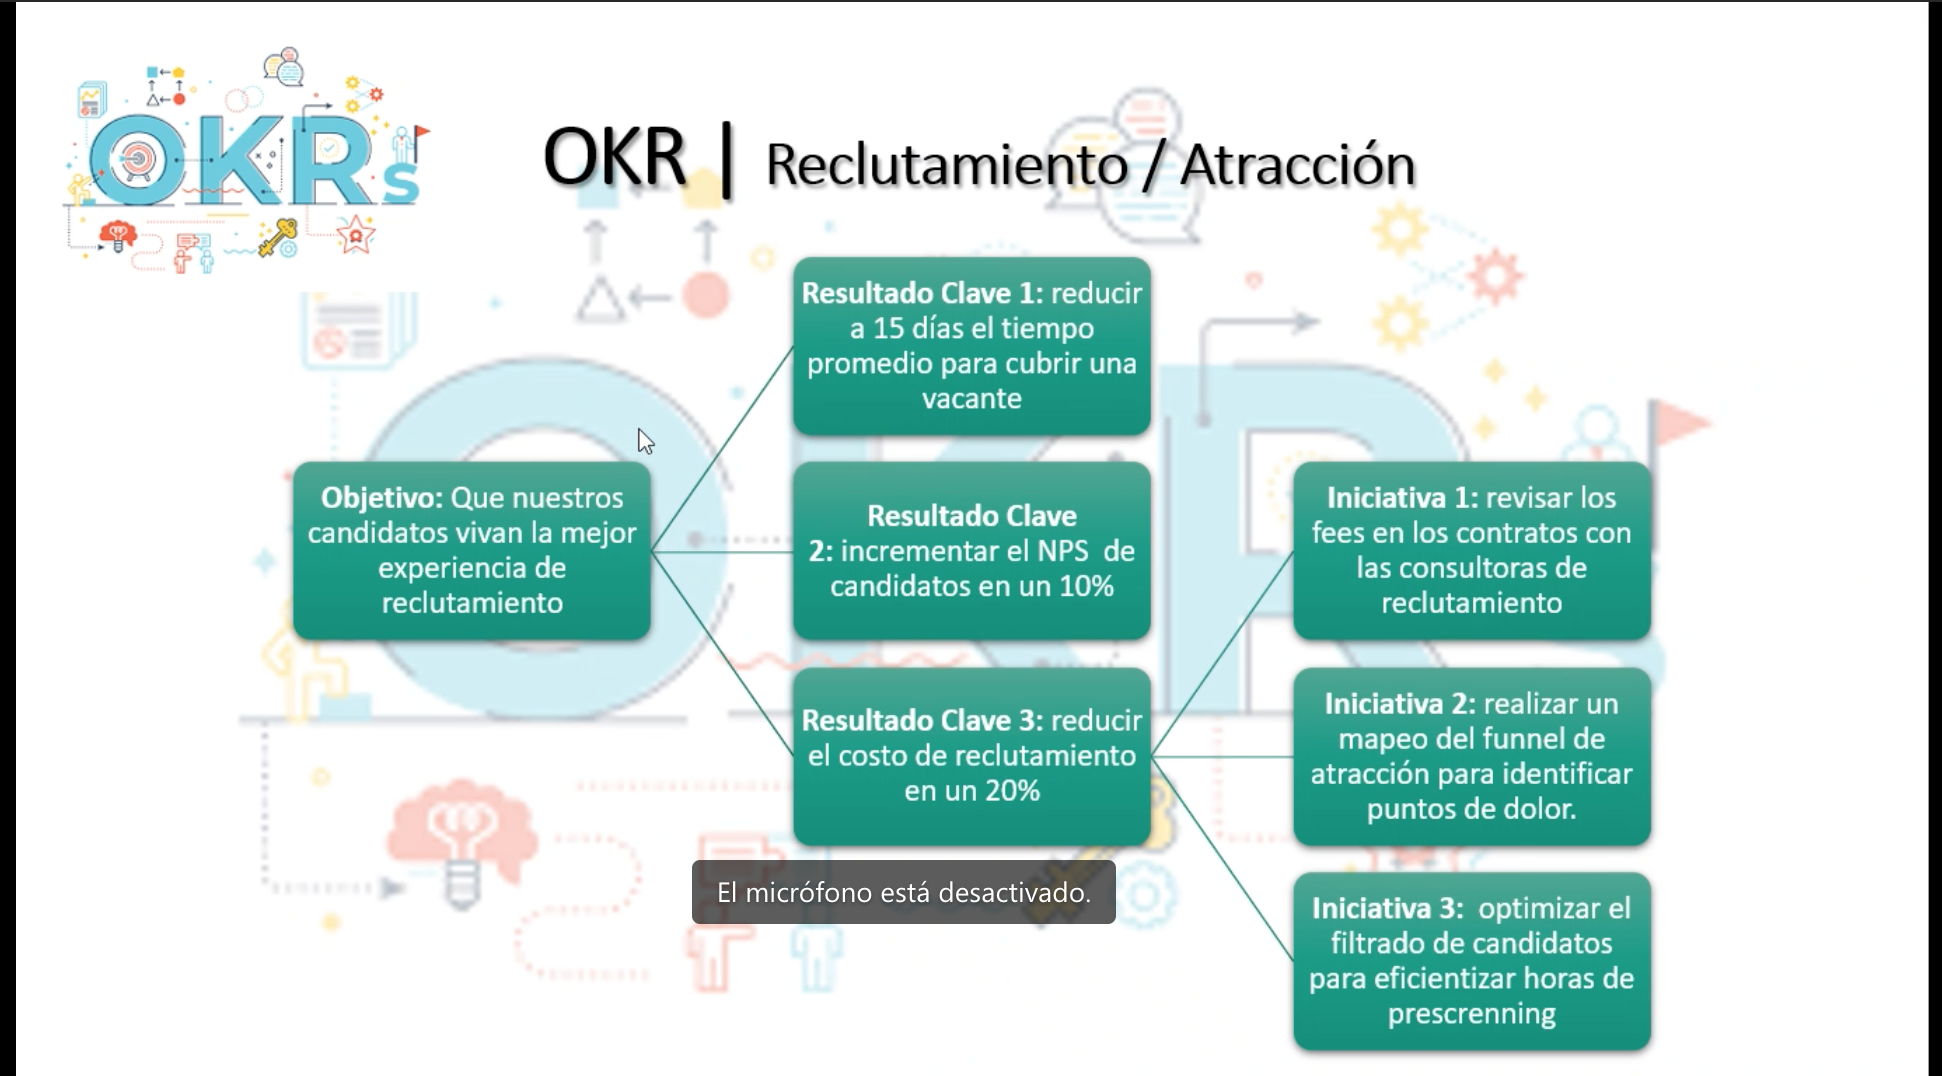 OKRs
OKR | Reclutamiento / Atracción
Objetivo: Que nuestros
candidatos vivan la mejor
experiencia de
reclutamiento
Resultado Clave 1: reducir
a 15 días el tiempo
promedio para cubrir una
vacante
Resultado Clave
2: incrementar el NPS  de
candidatos en un 10%
Resultado Clave 3: reducir
el costo de reclutamiento
en un 20%
Iniciativa 1: revisar los
fees en los contratos con
las consultoras de
reclutamiento
Iniciativa 2: realizar un
mapeo del funnel de
atracción para identificar
puntos de dolor.
Iniciativa 3:  optimizar el
filtrado de candidatos
para eficientizar horas de
prescrenning
El micrófono está desactivado.